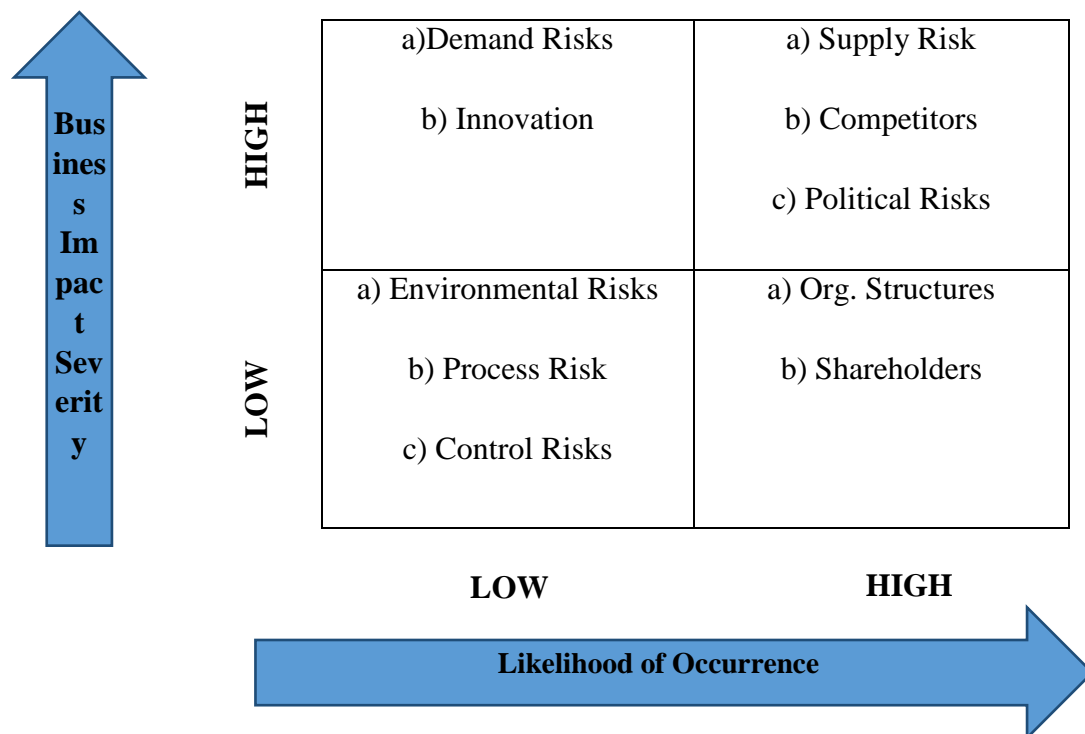 Bus
ines
s
Im
pac
t
Sev
erit
y
HIGH
LOW
a)Demand Risks
b) Innovation
a) Supply Risk
b) Competitors
c) Political Risks
a) Environmental Risks
b) Process Risk
c) Control Risks
a) Org. Structures
b) Shareholders
LOW
HIGH
Likelihood of Occurrence